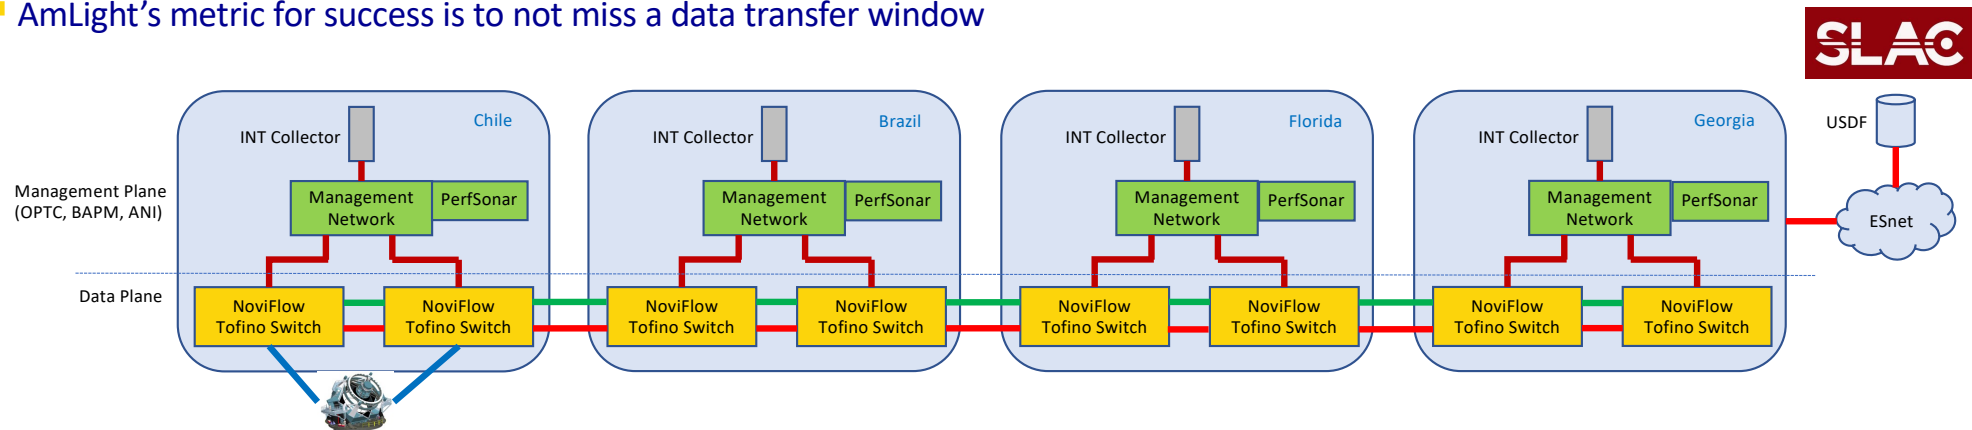 AmLight's metric for success is to not miss a data transfer window
SLAC
Chile
Brazil
Florida
Georgia
USDF
INT Collector
INT Collector
INT Collector
INT Collector
Management Plane
(OPTC, BAPM, ANI)
Management
Network
PerfSonar
Management
Network
PerfSonar
Management
Network
PerfSonar
Management
Network
PerfSonar
ESnet
Data Plane
NoviFlow
Tofino Switch
NoviFlow
Tofino Switch
NoviFlow
Tofino Switch
NoviFlow
Tofino Switch
NoviFlow
Tofino Switch
NoviFlow
Tofino Switch
NoviFlow
Tofino Switch
NoviFlow
Tofino Switch